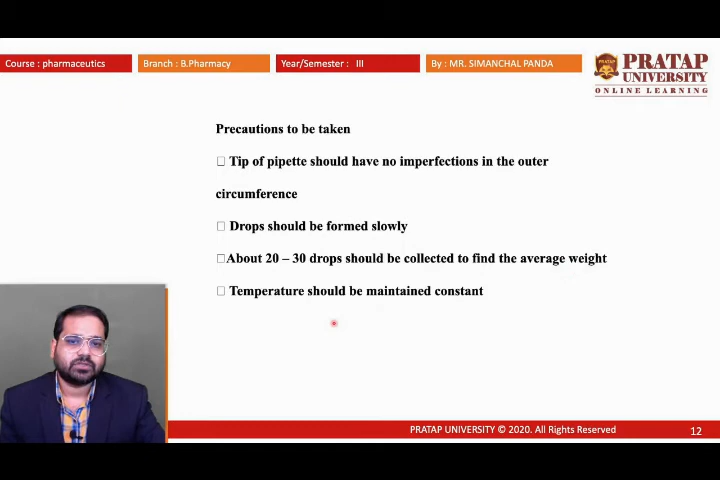 Course : pharmaceutics
Branch : B.Pharmacy
Year/Semester : III
By : MR. SIMANCHAL PANDA
PRATAP
PRATAP
UNIVERSITY
ONLINE LEARNING
Precautions to be taken
□ Tip of pipette should have no imperfections in the outer
circumference
□ Drops should be formed slowly
□About 20 – 30 drops should be collected to find the average weight
□ Temperature should be maintained constant
PRATAP UNIVERSITY © 2020. All Rights Reserved
12